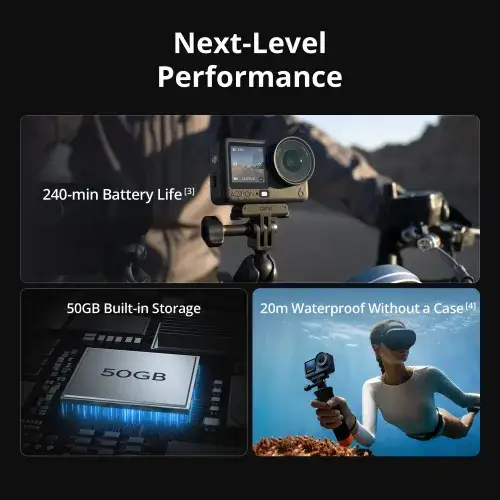 Next-Level
Performance
240-min Battery Life [3]
50GB Built-in Storage
20m Waterproof Without a Case [4]
50GB